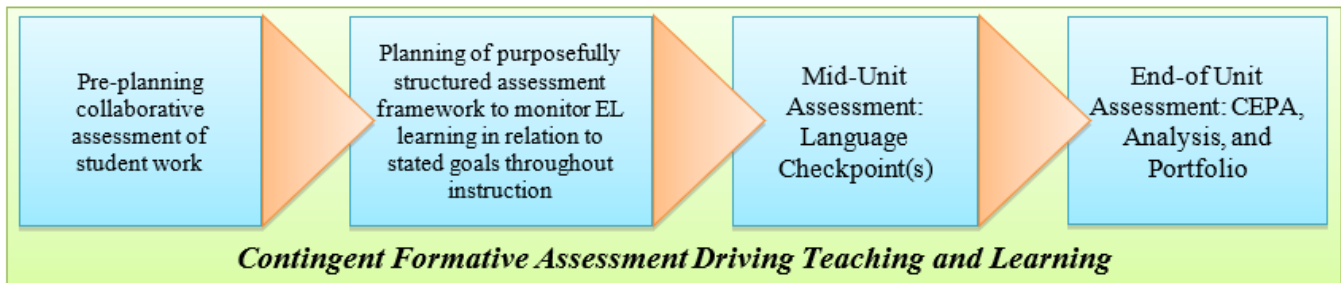 Pre-planning
collaborative
assessment of
student work
Planning of purposefully
structured assessment
framework to monitor EL
learning in relation to
stated goals throughout
instruction
Mid-Unit
Assessment:
Language
Checkpoint(s)
End-of Unit
Assessment: CEPA,
Analysis, and
Portfolio
Contingent Formative Assessment Driving Teaching and Learning